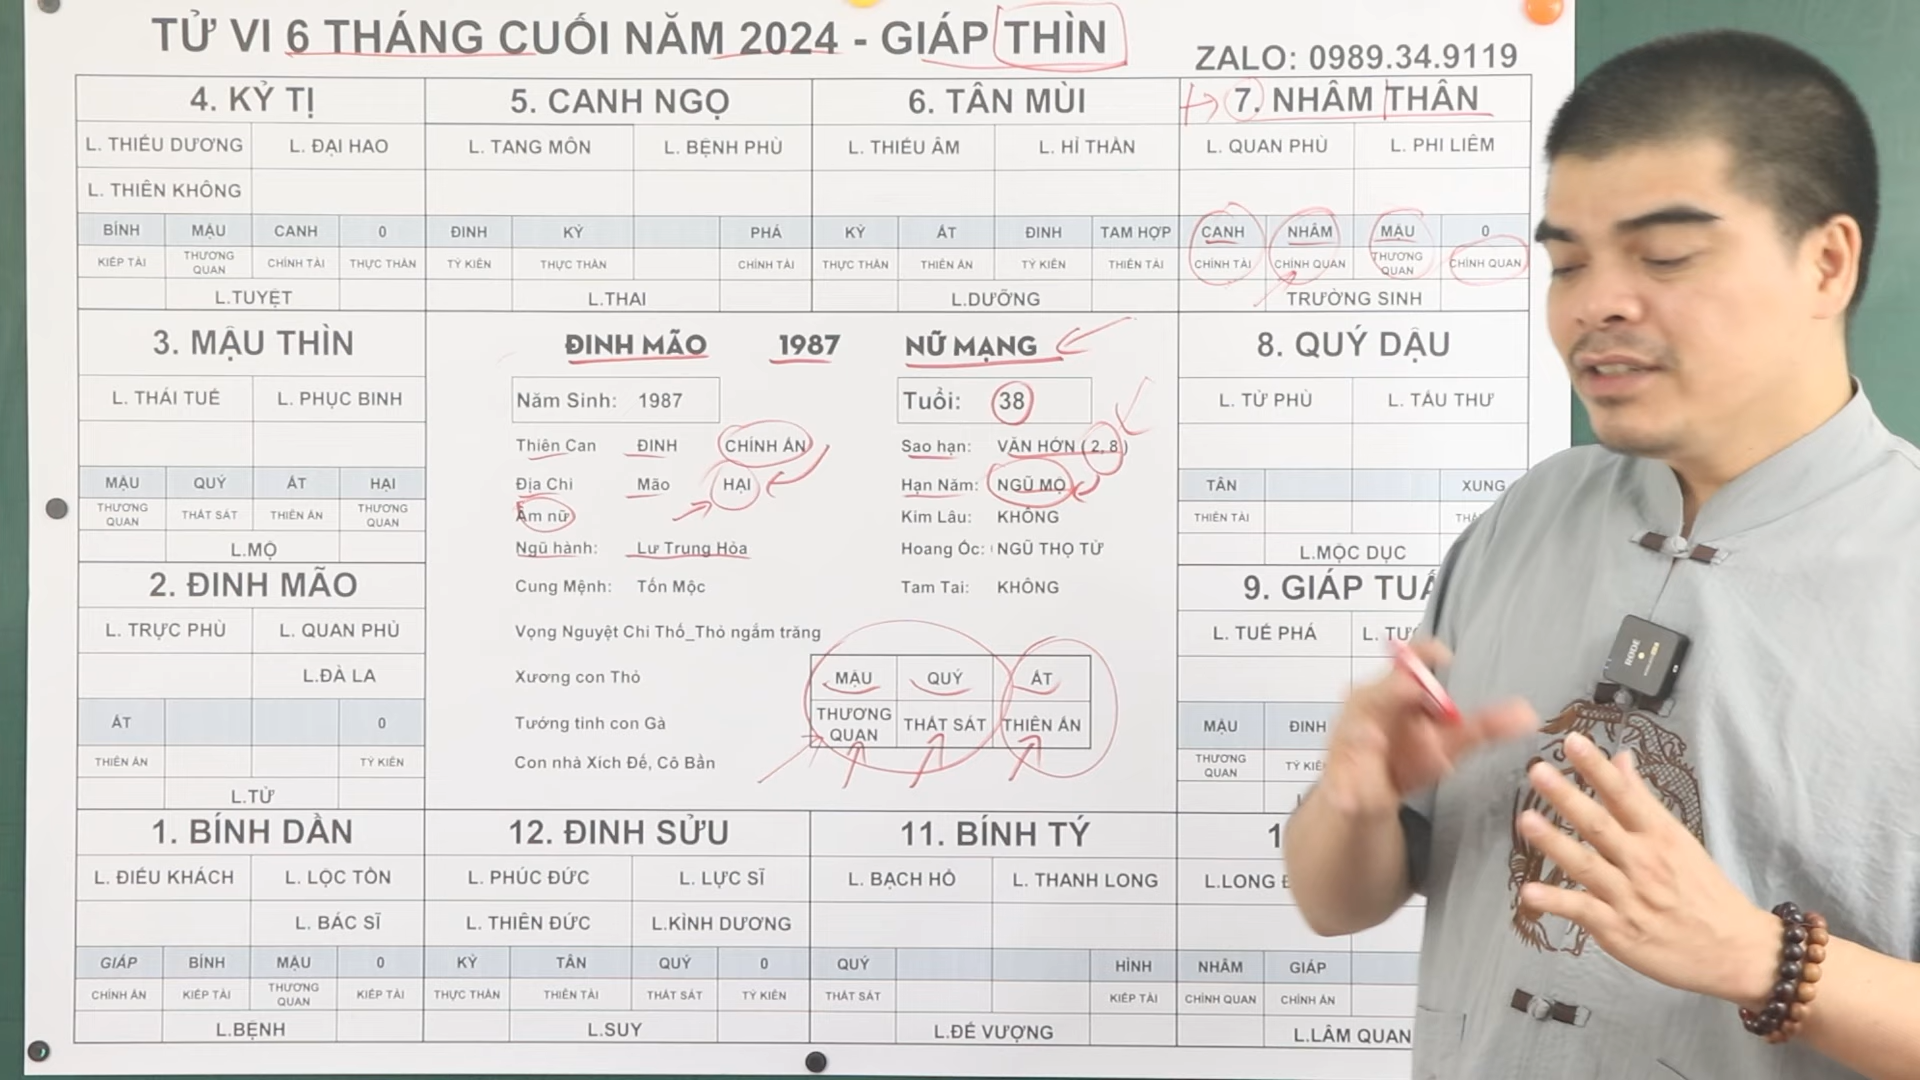 TỬ VI 6 THÁNG CUỐI NĂM 2024 - GIÁP THÌN
ZALO: 0989.34.9119
4. KỶ TỊ
L. THIẾU DƯƠNG
L. ĐẠI HAO
L. THIÊN KHÔNG
BÍNH
MẬU
CANH
0
KIẾP TÀI
THƯƠNG QUAN
CHÍNH TÀI
THỰC THẦN
L.TUYỆT
5. CANH NGỌ
L. TANG MÔN
L. BỆNH PHÙ
ĐINH
KỶ
PHÁ
TỶ KIÊN
THỰC THẦN
CHÍNH TÀI
L.THAI
6. TÂN MÙI
L. THIẾU ÂM
L. HỈ THẦN
KỶ
ẤT
ĐINH
TAM HỢP
THỰC THẦN
THIÊN ẤN
TỶ KIÊN
THIÊN TÀI
L.DƯỠNG
7. NHÂM THÂN
L. QUAN PHÙ
L. PHI LIÊM
CANH
NHÂM
MẬU
0
CHÍNH TÀI
CHÍNH QUAN
THƯƠNG QUAN
CHÍNH QUAN
TRƯỜNG SINH
3. MẬU THÌN
L. THÁI TUẾ
L. PHỤC BINH
MẬU
QUÝ
ẤT
HẠI
THƯƠNG QUAN
THẤT SÁT
THIÊN ẤN
THƯƠNG QUAN
L.MỘ
ĐINH MÃO
1987
NỮ MẠNG
Năm Sinh: 1987
Tuổi: 38
Thiên Can ĐINH CHÍNH ẤN
Sao hạn: VÂN HỚN ( 2, 8 )
Địa Chi Mão HẠI
Hạn Năm: NGŨ MỘ
Âm nữ
Kim Lâu: KHÔNG
Ngũ hành: Lư Trung Hỏa
Hoang Ốc: NGŨ THỌ TỬ
Cung Mệnh: Tốn Mộc
Tam Tai: KHÔNG
Vọng Nguyệt Chi Thố_Thỏ ngắm trăng
Xương con Thỏ
MẬU
QUÝ
ẤT
Tướng tinh con Gà
THƯƠNG QUAN
THẤT SÁT
THIÊN ẤN
Con nhà Xích Đế, Cô Bần
8. QUÝ DẬU
L. TỬ PHÙ
L. TẤU THƯ
TÂN
XUNG
THIÊN TÀI
L.MỘC DỤC
2. ĐINH MÃO
L. TRỰC PHÙ
L. QUAN PHỦ
L.ĐÀ LA
ẤT
0
THIÊN ẤN
TỶ KIÊN
L.TỬ
9. GIÁP
L. TUẾ PHÁ
MẬU
ĐINH
THƯƠNG QUAN
1. BÍNH DẦN
L. ĐIẾU KHÁCH
L. LỘC TỒN
L. BÁC SĨ
GIÁP
BÍNH
MẬU
0
CHÍNH ẤN
KIẾP TÀI
THƯƠNG QUAN
KIẾP TÀI
L.BỆNH
12. ĐINH SỬU
L. PHÚC ĐỨC
L. LỰC SĨ
L. THIÊN ĐỨC
L.KÌNH DƯƠNG
KỶ
TÂN
QUÝ
0
THỰC THẦN
THIÊN TÀI
THẤT SÁT
TỶ KIÊN
L.SUY
11. BÍNH TÝ
L. BẠCH HỔ
L. THANH LONG
QUÝ
HÌNH
THẤT SÁT
KIẾP TÀI
L.ĐẾ VƯỢNG
L.LONG
NHÂM
GIÁP
CHÍNH QUAN
CHÍNH ẤN
L.LÂM QUAN
RODE